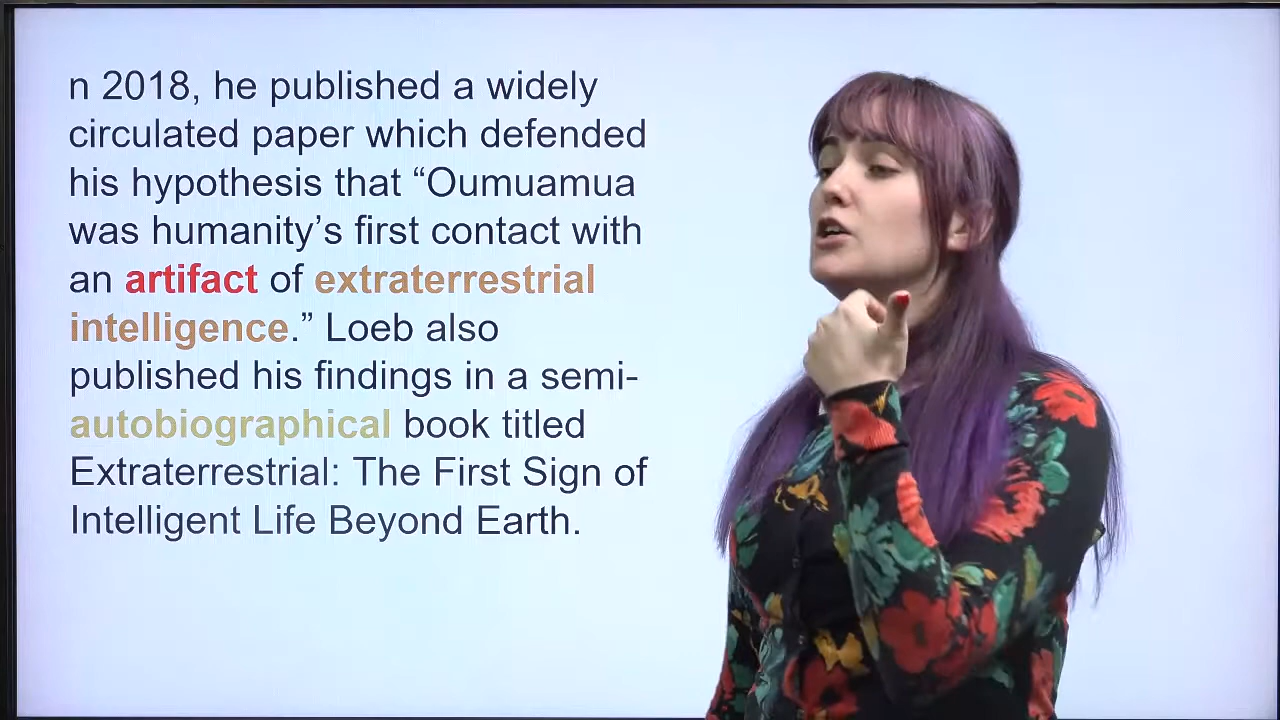 n 2018, he published a widely
circulated paper which defended
his hypothesis that “Oumuamua
was humanity’s first contact with
an artifact of extraterrestrial
intelligence.” Loeb also
published his findings in a semi-
autobiographical book titled
Extraterrestrial: The First Sign of
Intelligent Life Beyond Earth.